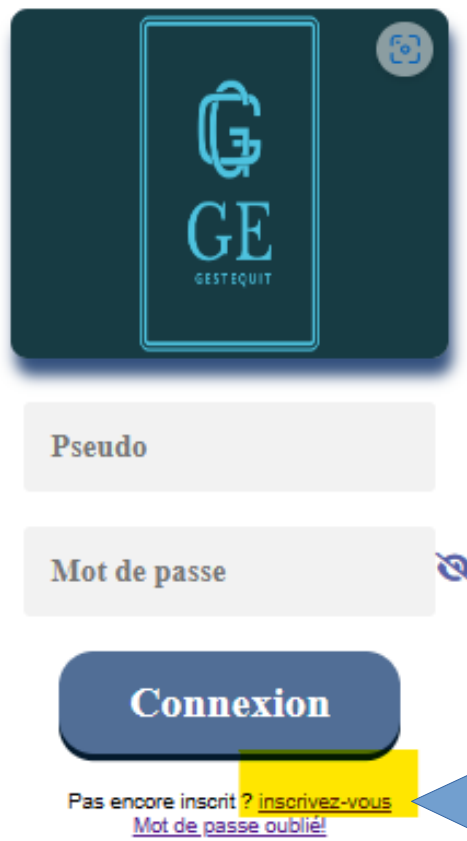 GE
GESTEQUIT
Pseudo
Mot de passe
Connexion
Pas encore inscrit ? inscrivez-vous
Mot de passe oublié!